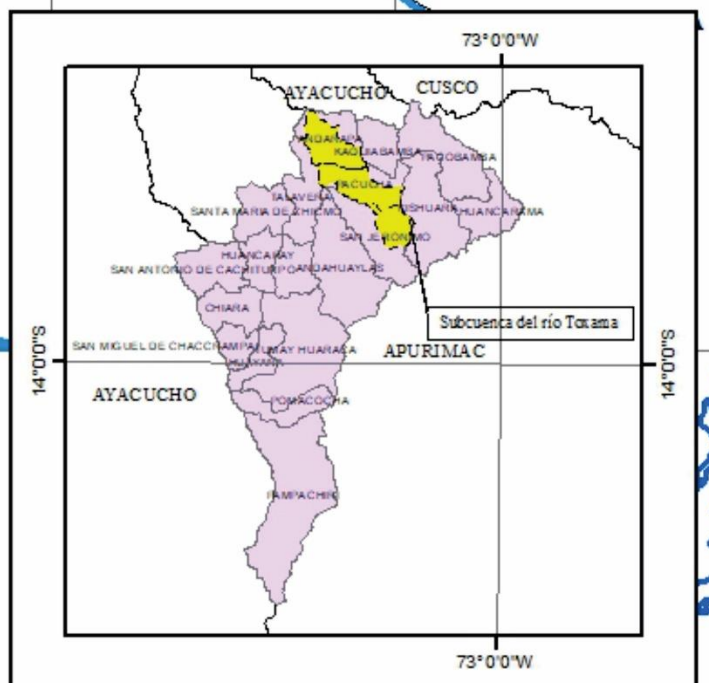 73°0'0"W
AYACUCHO
CUSCO
ANDARAPA
KAQUIABAMBA
PACOBAMBA
PACUCHA
TALAVERA
KISHUARA
HUANCARAMA
SANTA MARIA DE CHICMO
SAN JERONIMO
HUANCARAY
SAN ANTONIO DE CACHI
TURPO
ANDAHUAYLAS
CHIARA
Subcuenca del río Toxama
SAN MIGUEL DE CHACCRAMPA
TUMAY HUARACA
APURIMAC
14°0'0"S
14°0'0"S
HUAYANA
AYACUCHO
POMACOCHA
PAMPACHIRI
73°0'0"W